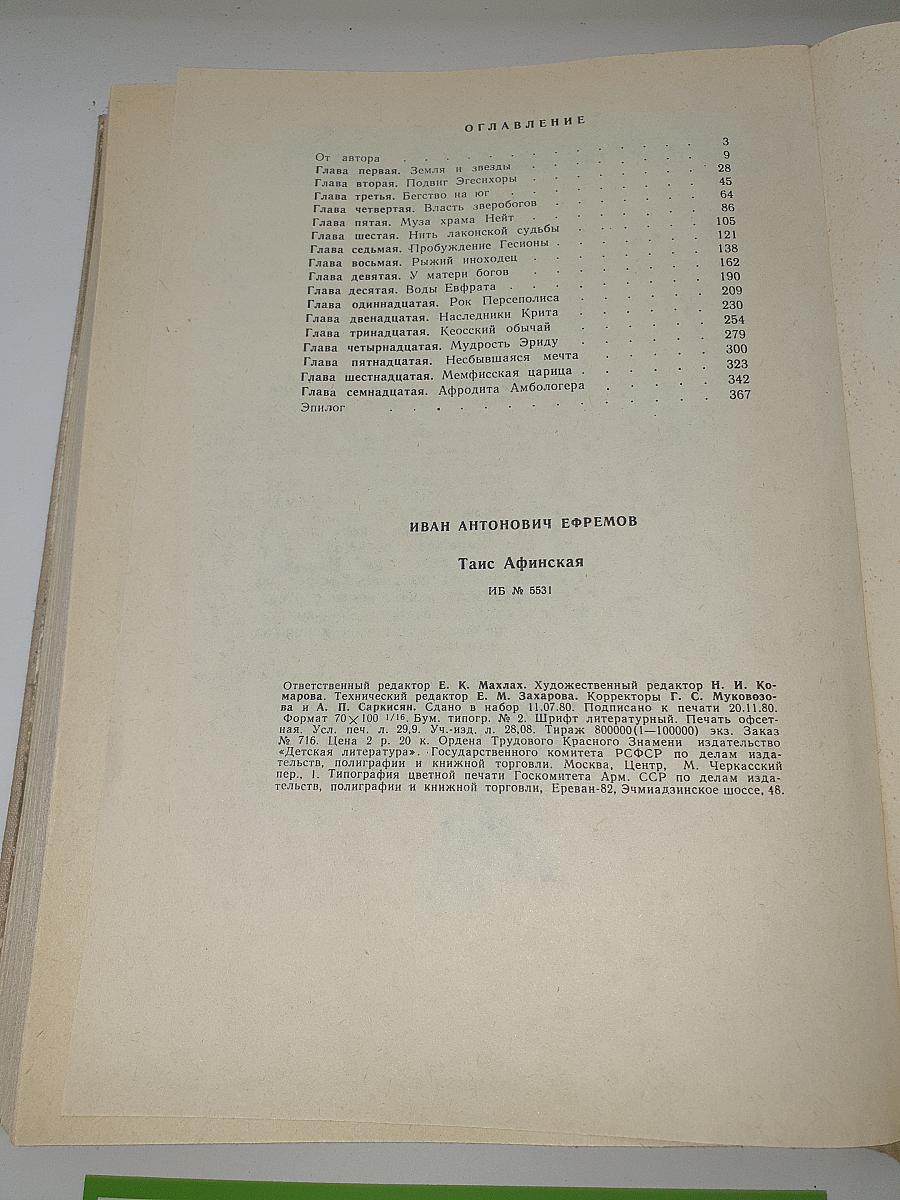 ОГЛАВЛЕНИЕ
От автора . . . . . . . . . . . 3
Глава первая. Земля и звезды . . . . . . 9
Глава вторая. Подвиг Эгесихоры . . . . . . 28
Глава третья. Бегство на юг . . . . . . 45
Глава четвертая. Власть зверобогов . . . . . 64
Глава пятая. Муза храма Нейт . . . . . . 86
Глава шестая. Нить лаконской судьбы . . . . . 105
Глава седьмая. Пробуждение Гесионы . . . . . 121
Глава восьмая. Рыжий иноходец . . . . . . 138
Глава девятая. У матери богов . . . . . . 162
Глава десятая. Воды Евфрата . . . . . . 190
Глава одиннадцатая. Рок Персеполиса . . . . . 209
Глава двенадцатая. Наследники Крита . . . . . 230
Глава тринадцатая. Кеосский обычай . . . . . 254
Глава четырнадцатая. Мудрость Эриду . . . . . 279
Глава пятнадцатая. Несбывшаяся мечта . . . . . 300
Глава шестнадцатая. Мемфисская царица . . . . . 323
Глава семнадцатая. Афродита Амбологера . . . . . 342
Эпилог . . . . . . . . . . . 367
ИВАН АНТОНОВИЧ ЕФРЕМОВ
Таис Афинская
ИБ № 5531
Ответственный редактор Е. К. Махлах. Художественный редактор Н. И. Ко-
марова. Технический редактор Е. М. Захарова. Корректоры Г. С. Муковозо-
ва и А. П. Саркисян. Сдано в набор 11.07.80. Подписано к печати 20.11.80.
Формат 70×100 1/16. Бум. типогр. № 2. Шрифт литературный. Печать офсет-
ная. Усл. печ. л. 29,9. Уч.-изд. л. 28,08. Тираж 800000(1—100000) экз. Заказ
№ 716. Цена 2 р. 20 к. Ордена Трудового Красного Знамени издательство
«Детская литература». Государственного комитета РСФСР по делам изда-
тельств, полиграфии и книжной торговли. Москва, Центр, М. Черкасский
пер., 1. Типография цветной печати Госкомитета Арм. ССР по делам изда-
тельств, полиграфии и книжной торговли, Ереван-82, Эчмиадзинское шоссе, 48.